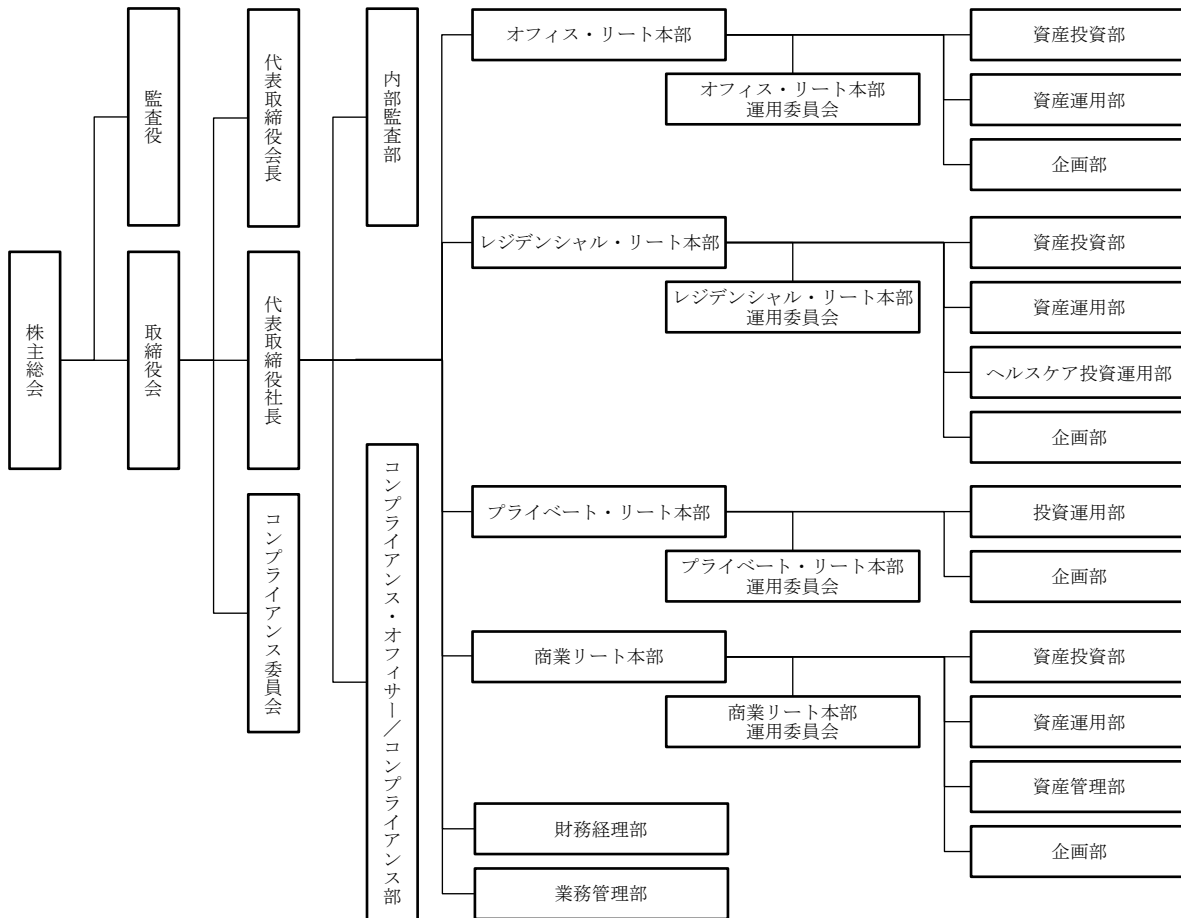 株主総会
監査役
取締役会
代表取締役会長
代表取締役社長
コンプライアンス委員会
内部監査部
コンプライアンス・オフィサー／コンプライアンス部
オフィス・リート本部
オフィス・リート本部
運用委員会
資産投資部
資産運用部
企画部
レジデンシャル・リート本部
レジデンシャル・リート本部
運用委員会
資産投資部
資産運用部
ヘルスケア投資運用部
企画部
プライベート・リート本部
プライベート・リート本部
運用委員会
投資運用部
企画部
商業リート本部
商業リート本部
運用委員会
資産投資部
資産運用部
資産管理部
企画部
財務経理部
業務管理部